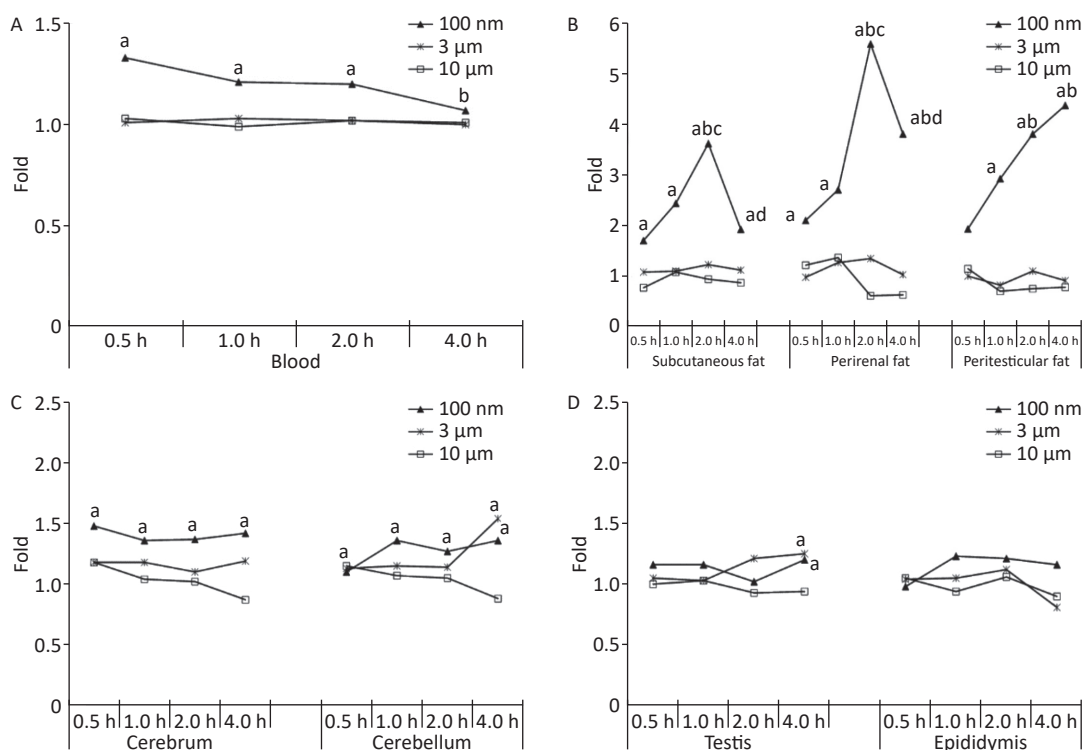 A
1.5
1.0
0.5
0
Fold
100 nm
3 μm
10 μm
a
a
a
b
0.5 h 1.0 h 2.0 h 4.0 h
Blood
B
6
5
4
3
2
1
0
Fold
100 nm
3 μm
10 μm
a
a
abc
ad
a
a
abc
abd
a
ab
ab
0.5 h 1.0 h 2.0 h 4.0 h
Subcutaneous fat
0.5 h 1.0 h 2.0 h 4.0 h
Perirenal fat
0.5 h 1.0 h 2.0 h 4.0 h
Peritesticular fat
C
2.5
2.0
1.5
1.0
0.5
0
Fold
100 nm
3 μm
10 μm
a
a
a
a
a
a
a
a
a
0.5 h 1.0 h 2.0 h 4.0 h
Cerebrum
0.5 h 1.0 h 2.0 h 4.0 h
Cerebellum
D
2.5
2.0
1.5
1.0
0.5
0
Fold
100 nm
3 μm
10 μm
a
a
0.5 h 1.0 h 2.0 h 4.0 h
Testis
0.5 h 1.0 h 2.0 h 4.0 h
Epididymis